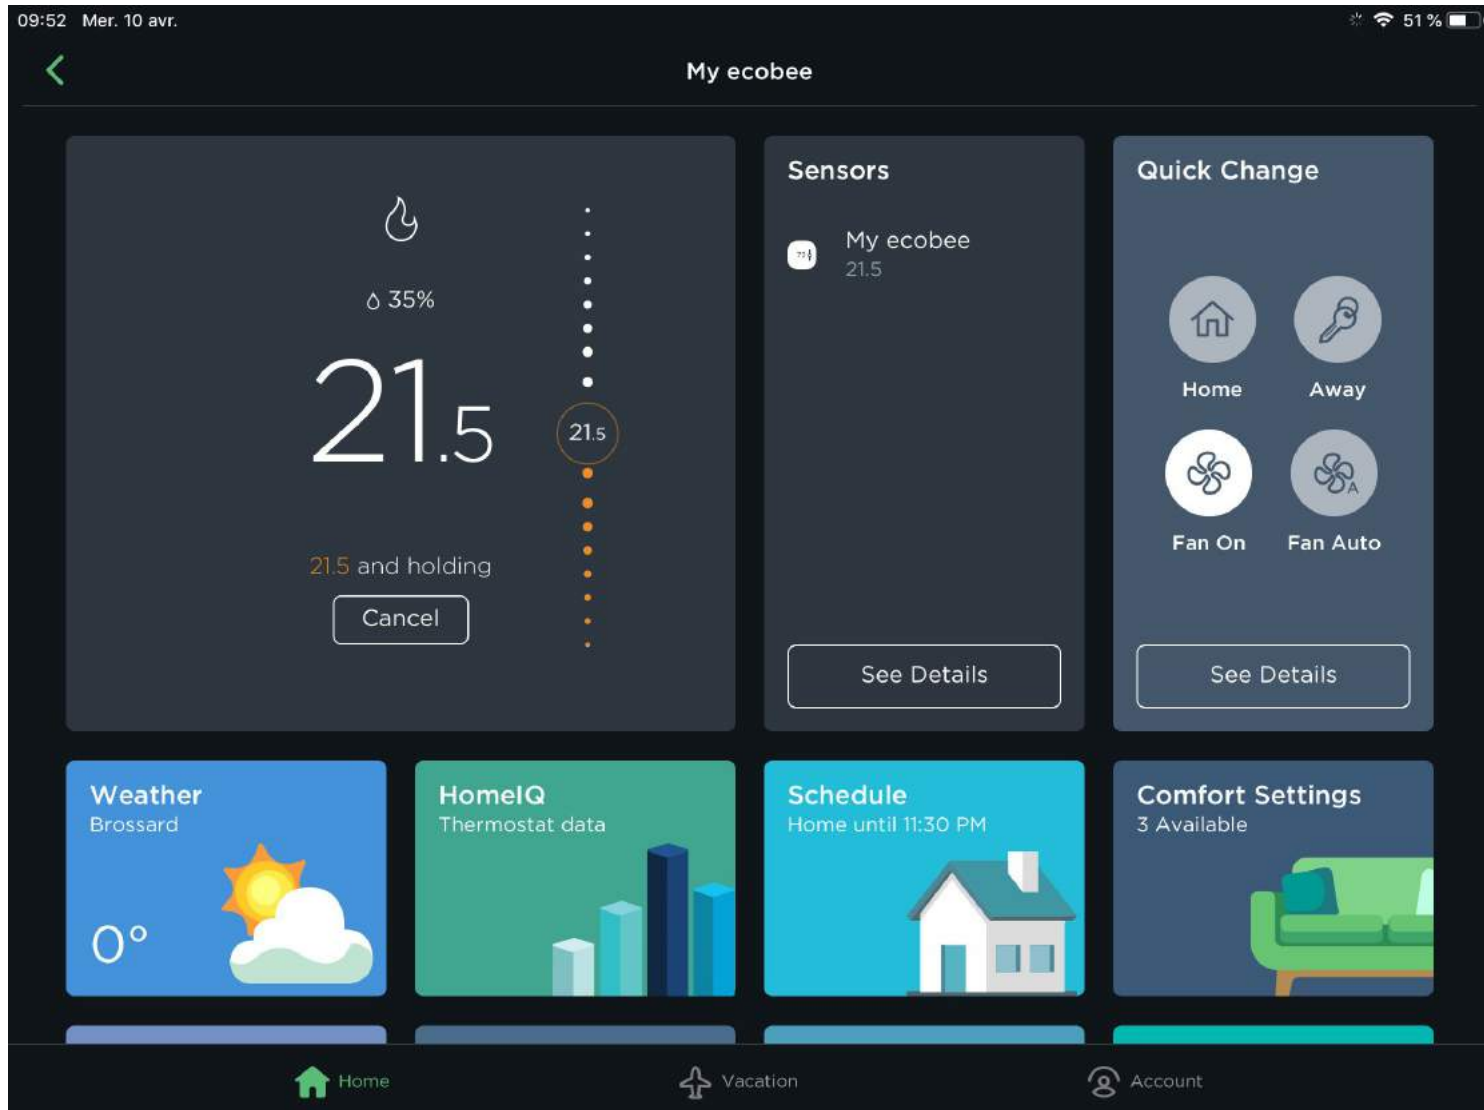 09:52 Mer. 10 avr.
51 %
My ecobee
35%
21.5
21.5
21.5 and holding
Cancel
Sensors
My ecobee
21.5
See Details
Quick Change
Home
Away
Fan On
A
Fan Auto
See Details
Weather
Brossard
0°
HomeIQ
Thermostat data
Schedule
Home until 11:30 PM
Comfort Settings
3 Available
Home
Vacation
Account